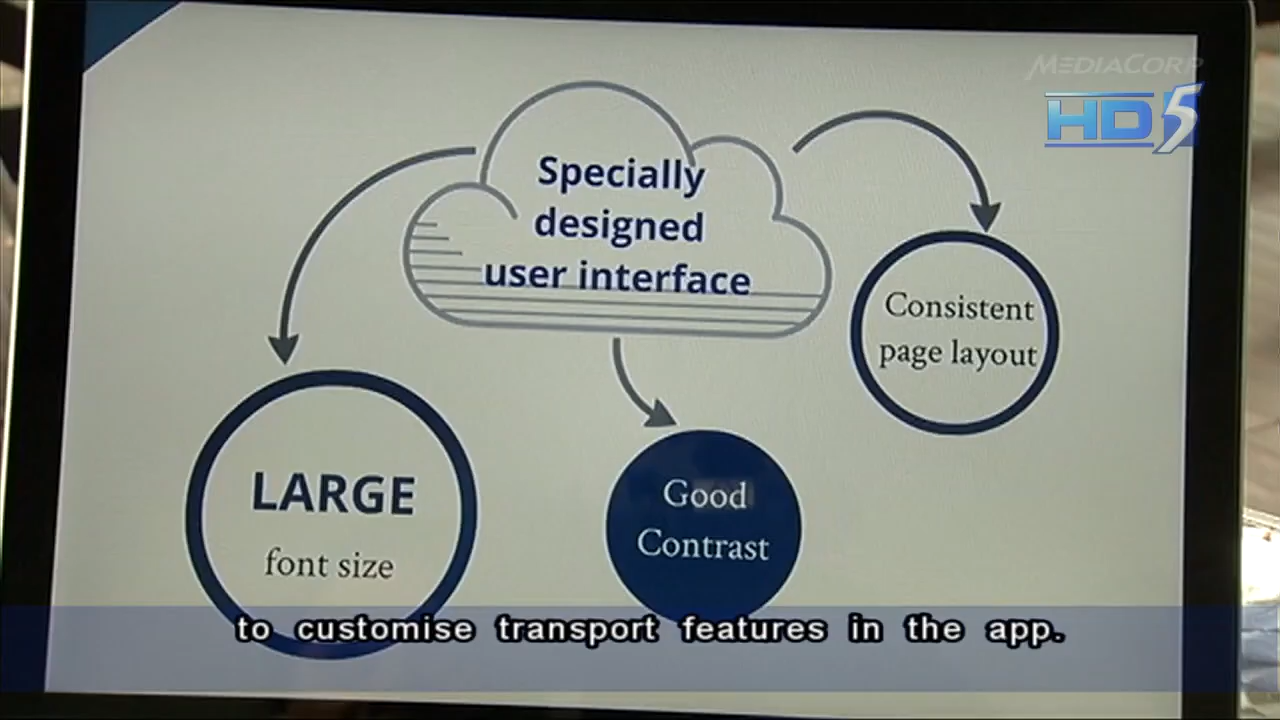 MEDIACORP
HD5
Specially
designed
user interface
Consistent
page layout
LARGE
font size
Good
Contrast
to customise transport features in the app.